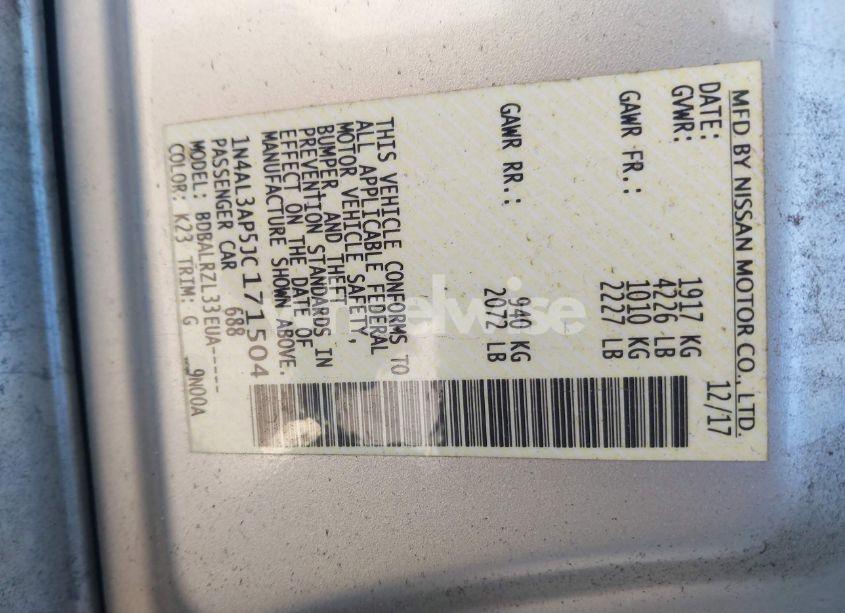 MFD BY NISSAN MOTOR CO., LTD.
DATE: 12/17
GVWR: 1917 KG
4226 LB
GAWR FR.: 1010 KG
2227 LB
GAWR RR.: 940 KG
2072 LB
THIS VEHICLE CONFORMS TO
ALL APPLICABLE FEDERAL
MOTOR VEHICLE SAFETY,
BUMPER, AND THEFT
PREVENTION STANDARDS IN
EFFECT ON THE DATE OF
MANUFACTURE SHOWN ABOVE.
1N4AL3AP5JC171504
PASSENGER CAR 688
MODEL: BDBALRZL33EUA-----
COLOR: K23 TRIM: G 9N00A